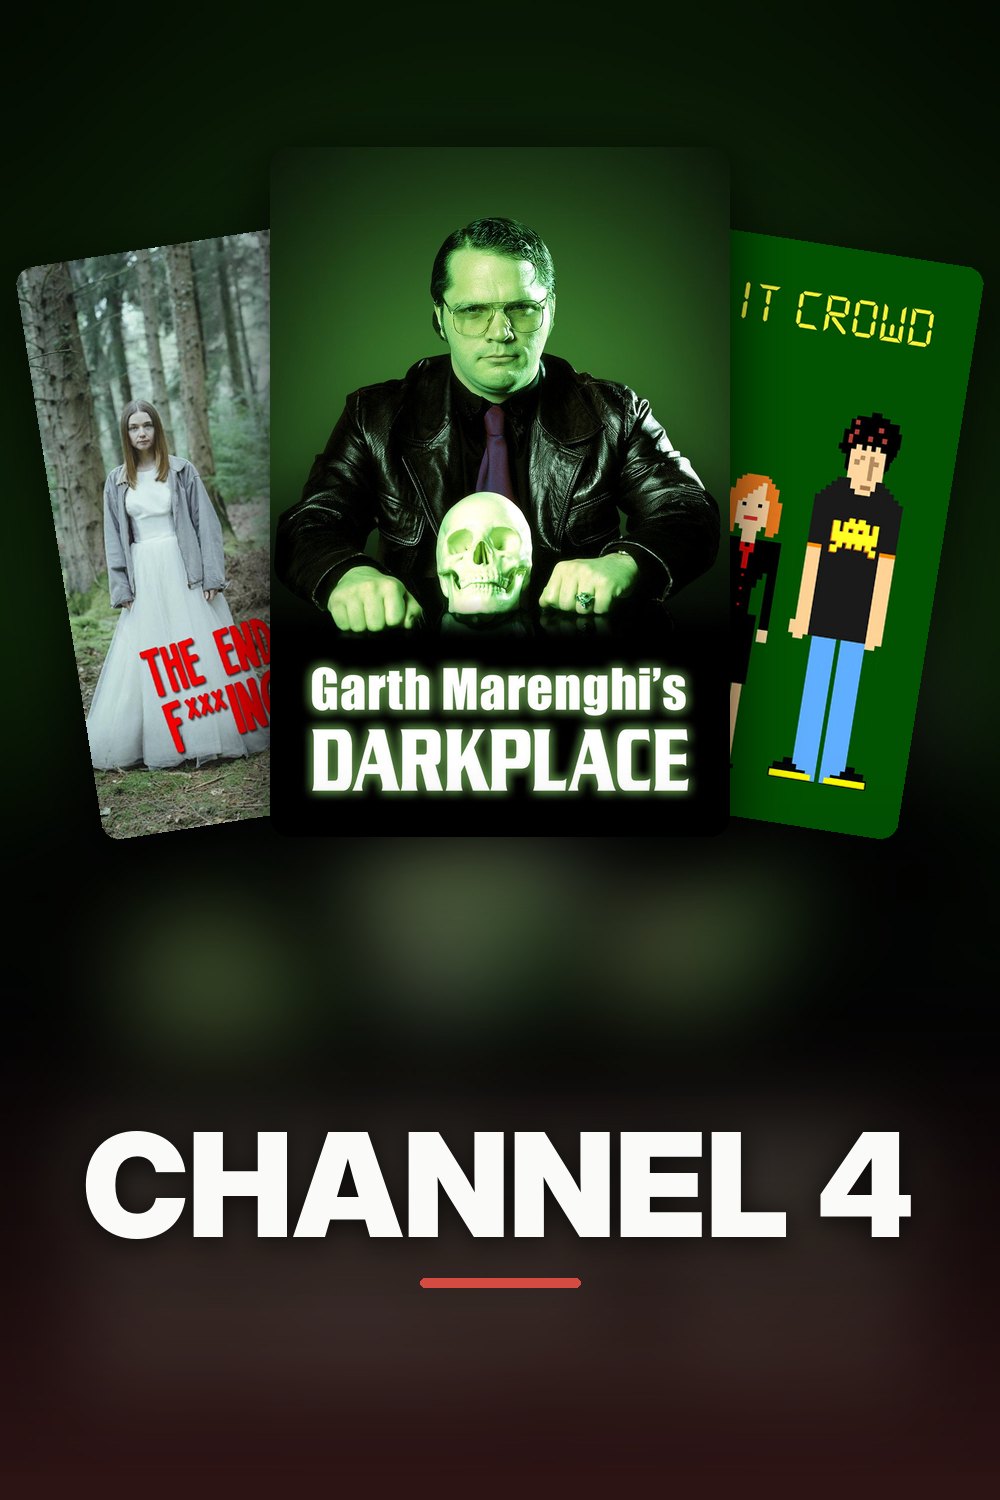 IT CROWD
THE END
F***ING
Garth Marenghi's
DARKPLACE
CHANNEL 4